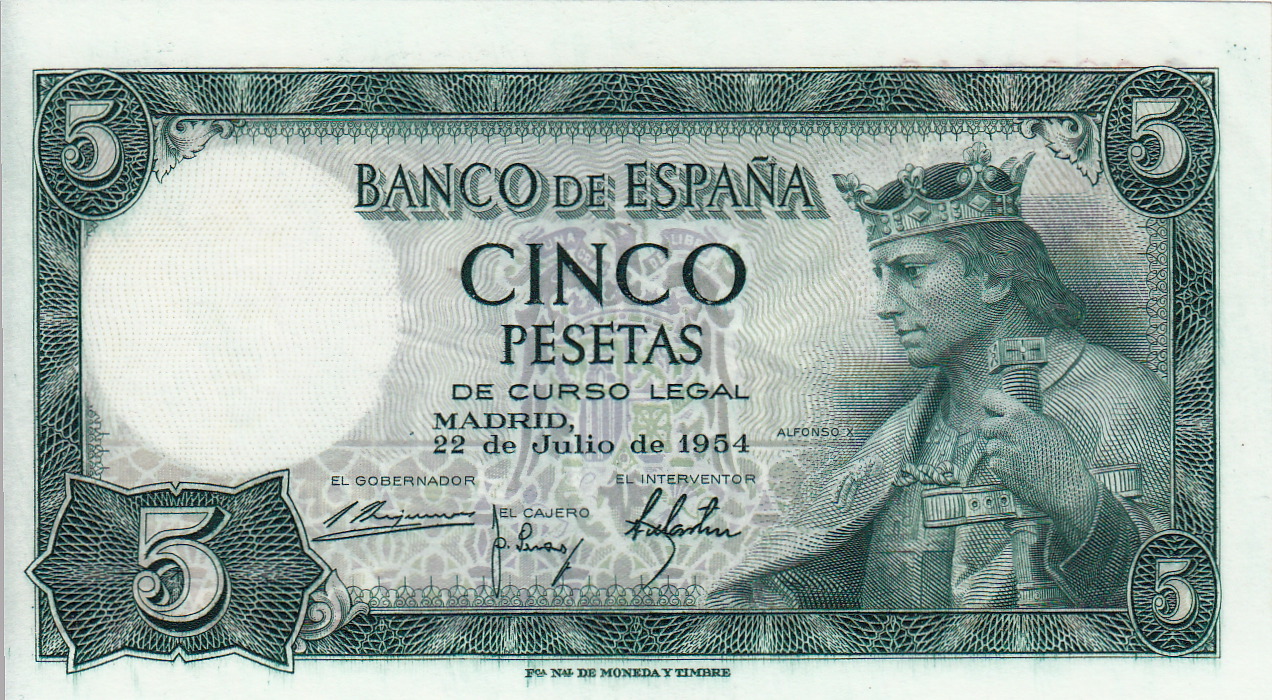 5
5
BANCO DE ESPAÑA
CINCO
PESETAS
DE CURSO LEGAL
MADRID,
22 de Julio de 1954
ALFONSO X
EL GOBERNADOR
EL INTERVENTOR
EL CAJERO
5
5
FCA NAL DE MONEDA Y TIMBRE